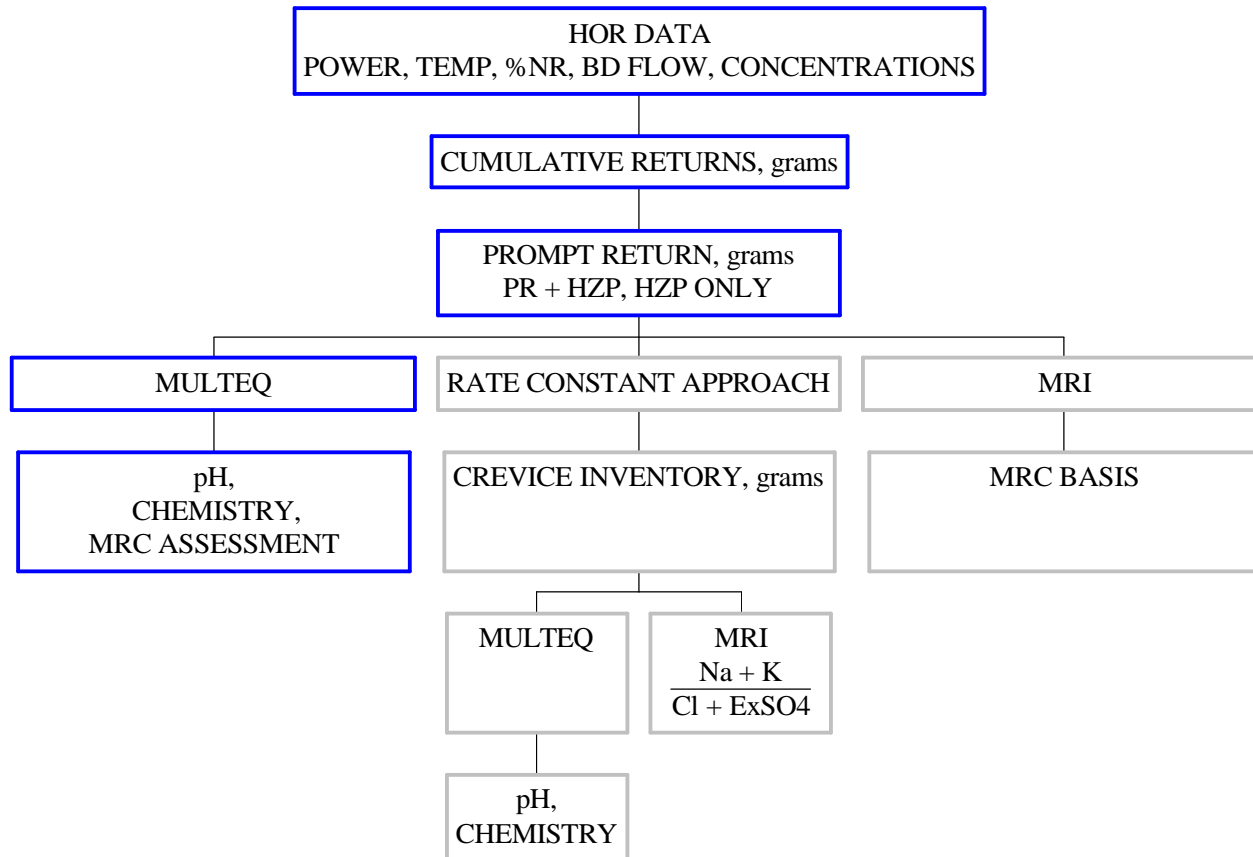 HOR DATA
POWER, TEMP, %NR, BD FLOW, CONCENTRATIONS
CUMULATIVE RETURNS, grams
PROMPT RETURN, grams
PR + HZP, HZP ONLY
MULTEQ
RATE CONSTANT APPROACH
MRI
pH,
CHEMISTRY,
MRC ASSESSMENT
CREVICE INVENTORY, grams
MRC BASIS
MULTEQ
MRI
Na + K
Cl + ExSO4
pH,
CHEMISTRY